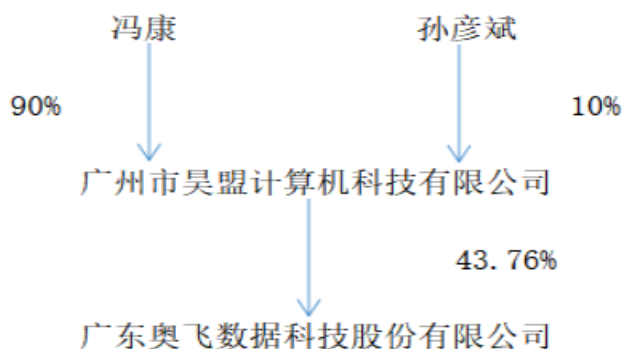 冯康 孙彦斌
90% 10%
广州市昊盟计算机科技有限公司
43.76%
广东奥飞数据科技股份有限公司